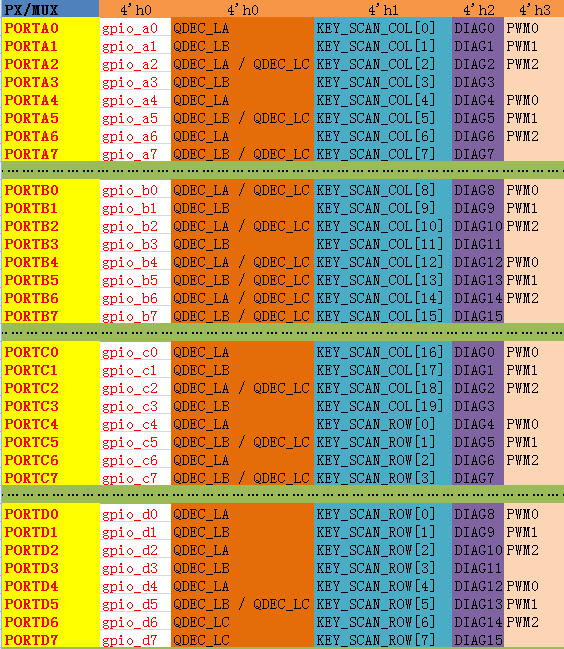 PX/MUX 4'h0 4'h0 4'h1 4'h2 4'h3
PORTA0 gpio_a0 QDEC_LA KEY_SCAN_COL[0] DIAG0 PWM0
PORTA1 gpio_a1 QDEC_LB KEY_SCAN_COL[1] DIAG1 PWM1
PORTA2 gpio_a2 QDEC_LA / QDEC_LC KEY_SCAN_COL[2] DIAG2 PWM2
PORTA3 gpio_a3 QDEC_LB KEY_SCAN_COL[3] DIAG3
PORTA4 gpio_a4 QDEC_LA KEY_SCAN_COL[4] DIAG4 PWM0
PORTA5 gpio_a5 QDEC_LB / QDEC_LC KEY_SCAN_COL[5] DIAG5 PWM1
PORTA6 gpio_a6 QDEC_LA KEY_SCAN_COL[6] DIAG6 PWM2
PORTA7 gpio_a7 QDEC_LB / QDEC_LC KEY_SCAN_COL[7] DIAG7
PORTB0 gpio_b0 QDEC_LA / QDEC_LC KEY_SCAN_COL[8] DIAG8 PWM0
PORTB1 gpio_b1 QDEC_LB KEY_SCAN_COL[9] DIAG9 PWM1
PORTB2 gpio_b2 QDEC_LA / QDEC_LC KEY_SCAN_COL[10] DIAG10 PWM2
PORTB3 gpio_b3 QDEC_LB KEY_SCAN_COL[11] DIAG11
PORTB4 gpio_b4 QDEC_LA / QDEC_LC KEY_SCAN_COL[12] DIAG12 PWM0
PORTB5 gpio_b5 QDEC_LB / QDEC_LC KEY_SCAN_COL[13] DIAG13 PWM1
PORTB6 gpio_b6 QDEC_LA / QDEC_LC KEY_SCAN_COL[14] DIAG14 PWM2
PORTB7 gpio_b7 QDEC_LB / QDEC_LC KEY_SCAN_COL[15] DIAG15
PORTC0 gpio_c0 QDEC_LA KEY_SCAN_COL[16] DIAG0 PWM0
PORTC1 gpio_c1 QDEC_LB KEY_SCAN_COL[17] DIAG1 PWM1
PORTC2 gpio_c2 QDEC_LA / QDEC_LC KEY_SCAN_COL[18] DIAG2 PWM2
PORTC3 gpio_c3 QDEC_LB KEY_SCAN_COL[19] DIAG3
PORTC4 gpio_c4 QDEC_LA KEY_SCAN_ROW[0] DIAG4 PWM0
PORTC5 gpio_c5 QDEC_LB / QDEC_LC KEY_SCAN_ROW[1] DIAG5 PWM1
PORTC6 gpio_c6 QDEC_LA KEY_SCAN_ROW[2] DIAG6 PWM2
PORTC7 gpio_c7 QDEC_LB / QDEC_LC KEY_SCAN_ROW[3] DIAG7
PORTD0 gpio_d0 QDEC_LA KEY_SCAN_ROW[0] DIAG8 PWM0
PORTD1 gpio_d1 QDEC_LB KEY_SCAN_ROW[1] DIAG9 PWM1
PORTD2 gpio_d2 QDEC_LA KEY_SCAN_ROW[2] DIAG10 PWM2
PORTD3 gpio_d3 QDEC_LB KEY_SCAN_ROW[3] DIAG11
PORTD4 gpio_d4 QDEC_LA KEY_SCAN_ROW[4] DIAG12 PWM0
PORTD5 gpio_d5 QDEC_LB / QDEC_LC KEY_SCAN_ROW[5] DIAG13 PWM1
PORTD6 gpio_d6 QDEC_LC KEY_SCAN_ROW[6] DIAG14 PWM2
PORTD7 gpio_d7 QDEC_LC KEY_SCAN_ROW[7] DIAG15